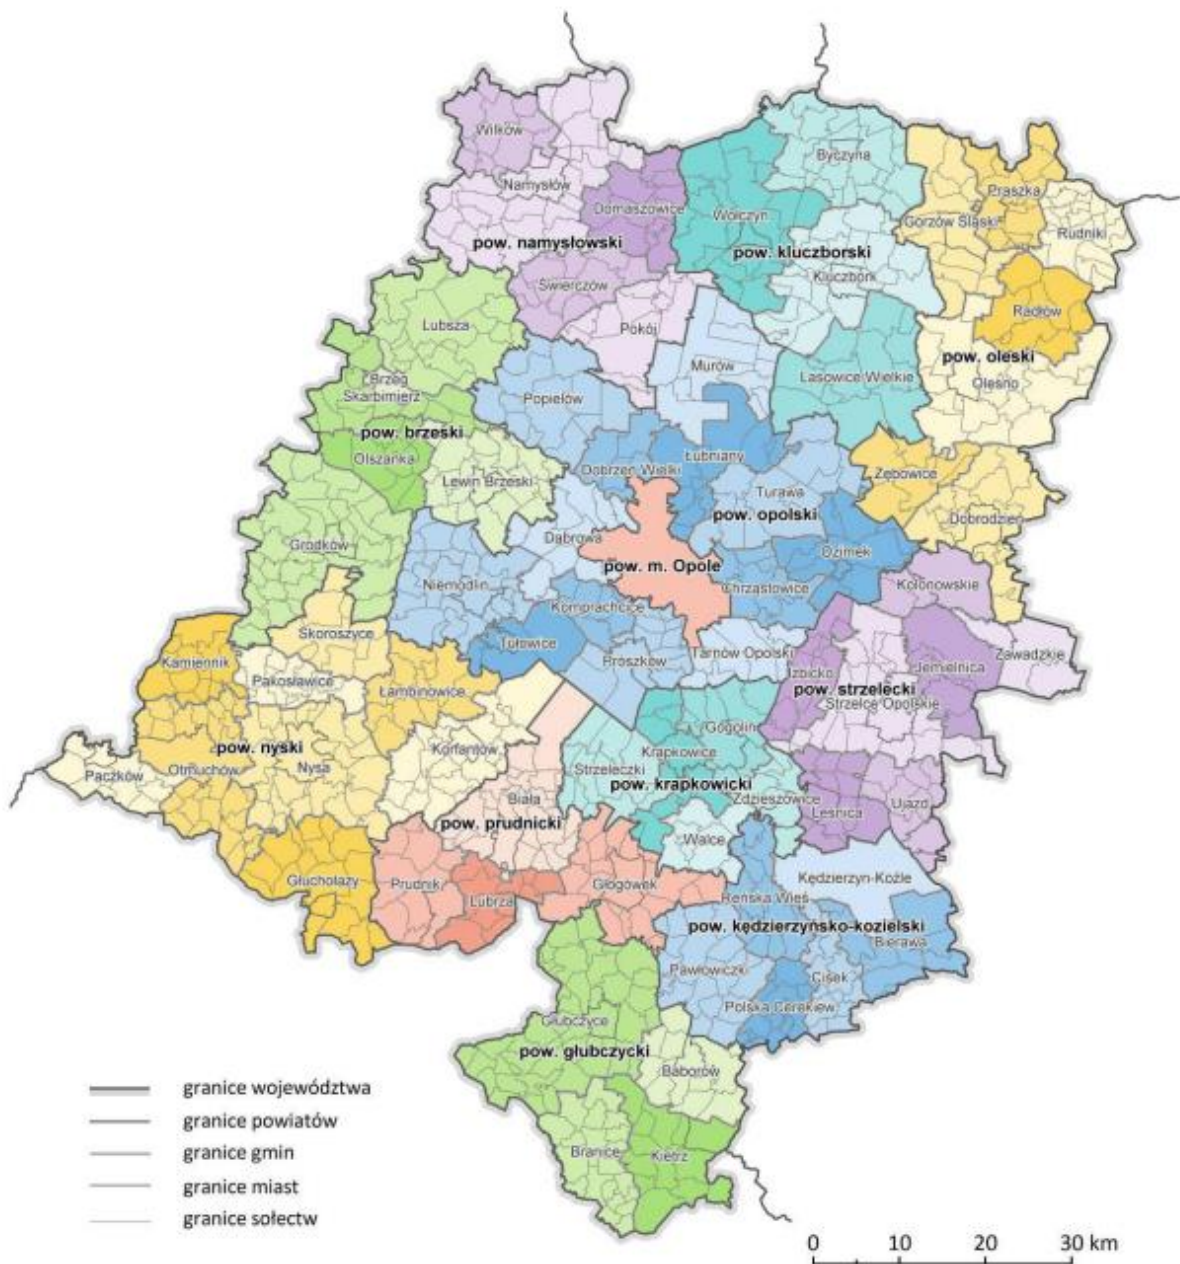 Wilków
Byczyna
Namysłów
Praszka
Domaszowice
Wołczyn
Gorzów Śląski
Rudniki
pow. namysłowski
pow. kluczborski
Kluczbork
Świerczów
Radłów
Lubsza
Pokój
pow. oleski
Murów
Lasowice Wielkie
Olesno
Brzeg
Skarbimierz
Popielów
pow. brzeski
Olszanka
Łubniany
Dobrzeń Wielki
Zębowice
Lewin Brzeski
Turawa
pow. opolski
Dobrodzień
Grodków
Dąbrowa
Ozimek
pow. m. Opole
Niemodlin
Chrząstowice
Kolonowskie
Komprachcice
Skoroszyce
Tułowice
Tarnów Opolski
Zawadzkie
Kamiennik
Prószków
Izbicko
Jemielnica
Pakosławice
Łambinowice
pow. strzelecki
Strzelce Opolskie
Gogolin
pow. nyski
Korfantów
Krapkowice
Paczków
Otmuchów
Nysa
Strzeleczki
pow. krapkowicki
Biała
Zdzieszowice
Leśnica
Ujazd
pow. prudnicki
Walce
Głuchołazy
Prudnik
Głogówek
Kędzierzyn-Koźle
Lubrza
Reńska Wieś
pow. kędzierzyńsko-kozielski
Bierawa
Pawłowiczki
Cisek
Polska Cerekiew
Głubczyce
pow. głubczycki
Baborów
Branice
Kietrz
granice województwa
granice powiatów
granice gmin
granice miast
granice sołectw
0 10 20 30 km